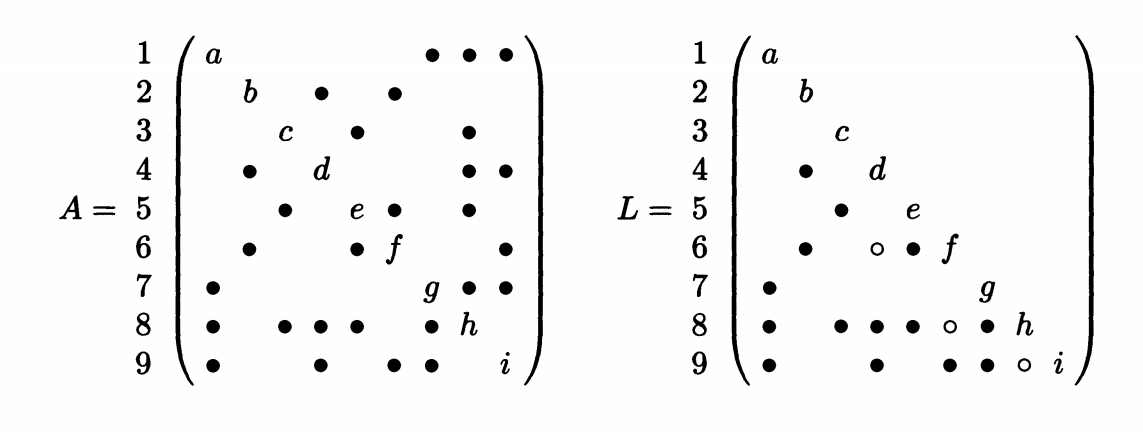 1 a • • • 1 a
2 b • • 2 b
3 c • • 3 c
4 • d • • 4 • d
A = 5 • e • • L = 5 • e
6 • • f • 6 • ∘ • f
7 • g • • 7 • g
8 • • • • • h 8 • • • • ∘ • h
9 • • • • i 9 • • • • ∘ i